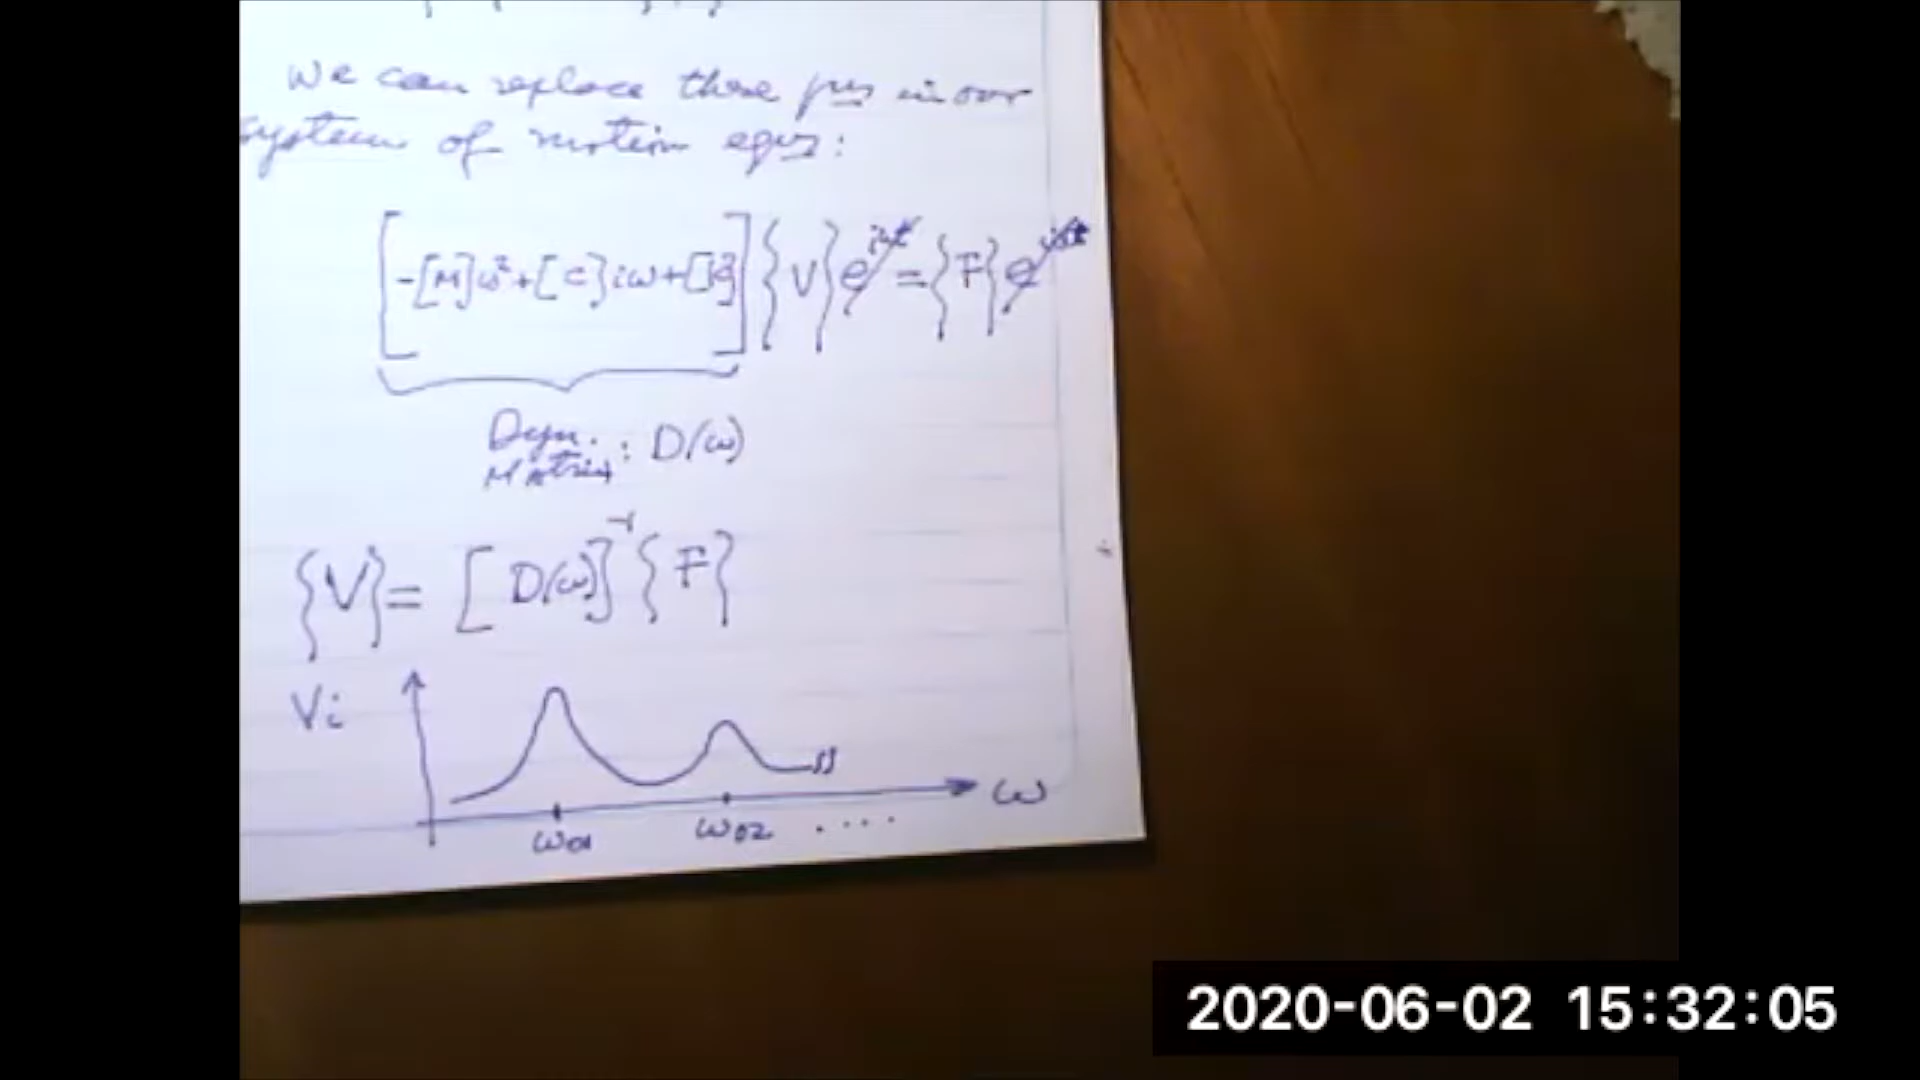 We can replace these in our
system of motion eqns:
[-[M]ω²+[C]iω+[K]]{V}e^{iωt}={F}e^{iωt}
Dyn. Matrix: D(ω)
{V}=[D(ω)]⁻¹{F}
Vi
ω
ω01 ω02 ....
2020-06-02 15:32:05